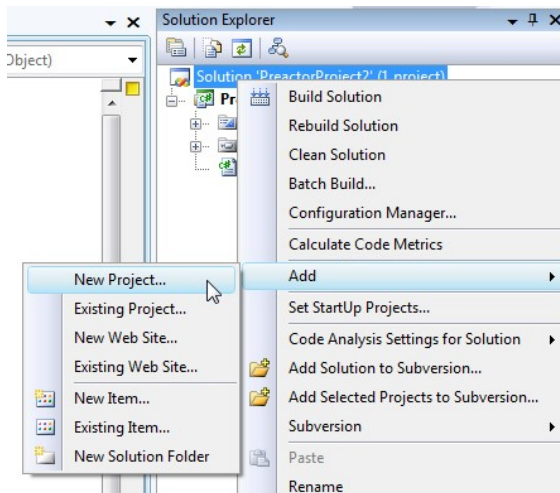 Solution Explorer
Object)
Solution 'PreactorProject2' (1 project)
Pr
Build Solution
Rebuild Solution
Clean Solution
Batch Build...
Configuration Manager...
Calculate Code Metrics
Add
Set StartUp Projects...
Code Analysis Settings for Solution
Add Solution to Subversion...
Add Selected Projects to Subversion...
Subversion
Paste
Rename
New Project...
Existing Project...
New Web Site...
Existing Web Site...
New Item...
Existing Item...
New Solution Folder